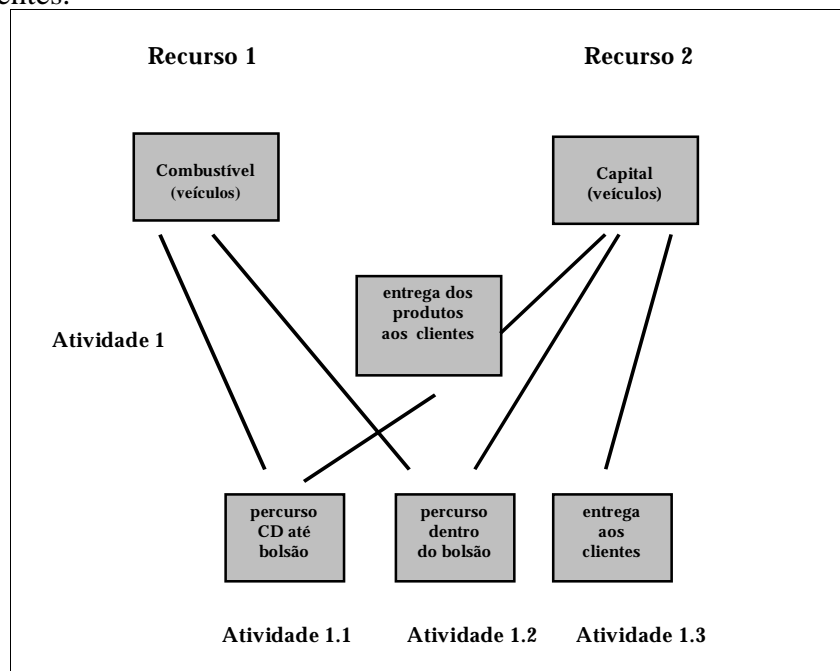 entes.
Recurso 1
Recurso 2
Combustível
(veículos)
Capital
(veículos)
entrega dos
produtos
aos clientes
Atividade 1
percurso
CD até
bolsão
percurso
dentro
do bolsão
entrega
aos
clientes
Atividade 1.1
Atividade 1.2
Atividade 1.3